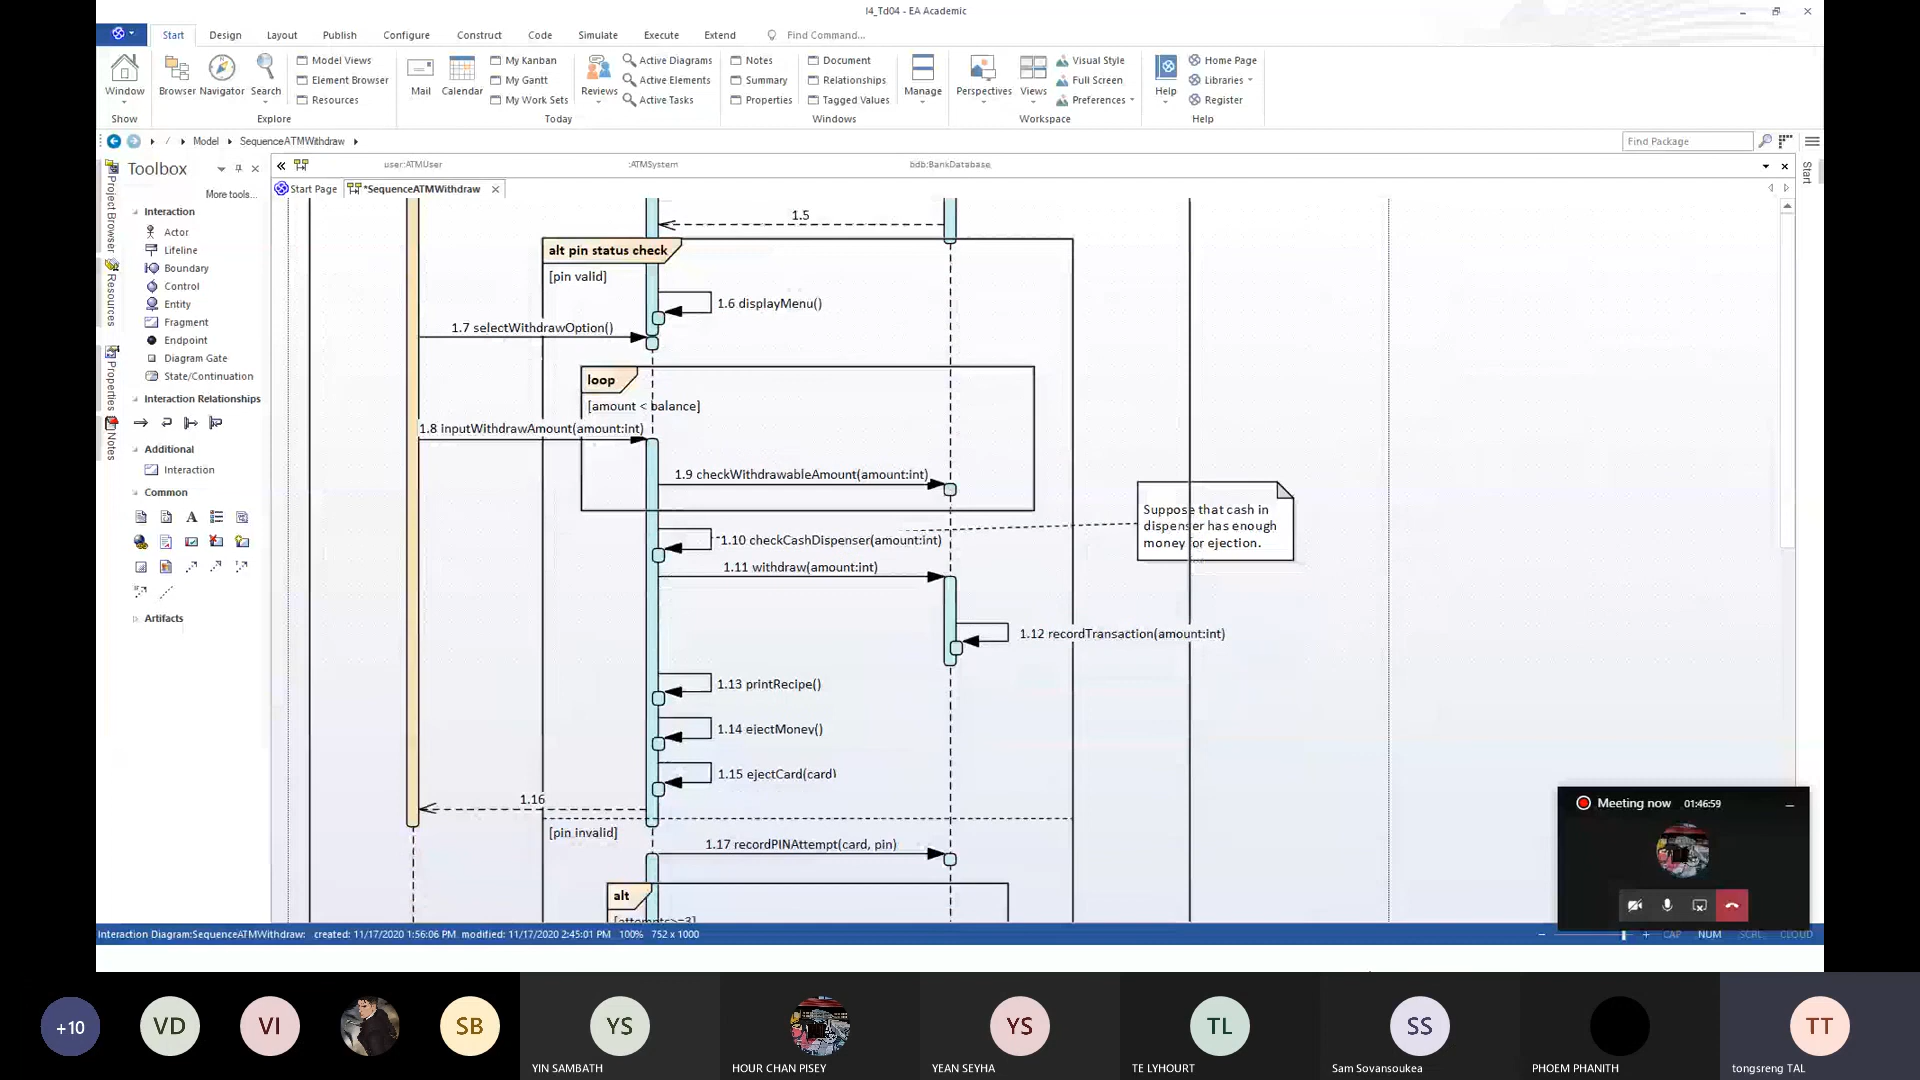 I4_Td04 - EA Academic
Start Design Layout Publish Configure Construct Code Simulate Execute Extend Find Command...
Window Browser Navigator Search Model Views Element Browser Resources
Mail Calendar My Kanban My Gantt My Work Sets Reviews Active Diagrams Active Elements Active Tasks
Notes Summary Properties Document Relationships Tagged Values Manage
Perspectives Views Visual Style Full Screen Preferences Help Home Page Libraries Register
Show Explore Today Windows Workspace Help
/ Model SequenceATMWithdraw
Find Package
Toolbox
More tools...
user:ATMUser :ATMSystem bdb:BankDatabase
Start Page *SequenceATMWithdraw
Start
Project Browser
Resources
Properties
Notes
Interaction
Actor
Lifeline
Boundary
Control
Entity
Fragment
Endpoint
Diagram Gate
State/Continuation
Interaction Relationships
Additional
Interaction
Common
Artifacts
1.5
alt pin status check
[pin valid]
1.6 displayMenu()
1.7 selectWithdrawOption()
loop
[amount < balance]
1.8 inputWithdrawAmount(amount:int)
1.9 checkWithdrawableAmount(amount:int)
Suppose that cash in
dispenser has enough
money for ejection.
1.10 checkCashDispenser(amount:int)
1.11 withdraw(amount:int)
1.12 recordTransaction(amount:int)
1.13 printRecipe()
1.14 ejectMoney()
1.15 ejectCard(card)
1.16
[pin invalid]
1.17 recordPINAttempt(card, pin)
alt
[attempts>=3]
Meeting now 01:46:59
Interaction Diagram:SequenceATMWithdraw: created: 11/17/2020 1:56:06 PM modified: 11/17/2020 2:45:01 PM 100% 752 x 1000
CAP NUM SCRL CLOUD
+10 VD VI SB YS YS TL SS TT
YIN SAMBATH HOUR CHAN PISEY YEAN SEYHA TE LYHOURT Sam Sovansoukea PHOEM PHANITH tongsreng TAL